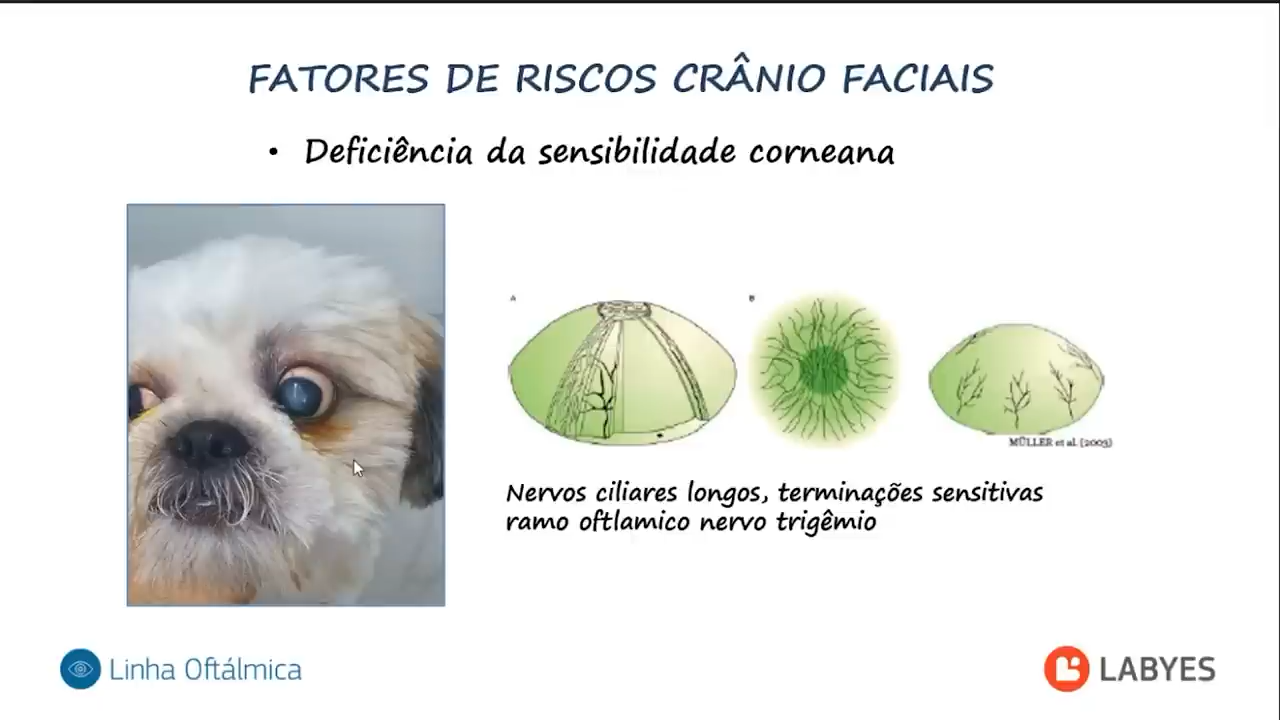 FATORES DE RISCOS CRÂNIO FACIAIS
• Deficiência da sensibilidade corneana
A
B
MÜLLER et al. (2003)
Nervos ciliares longos, terminações sensitivas
ramo oftlamico nervo trigêmio
Linha Oftálmica
LABYES